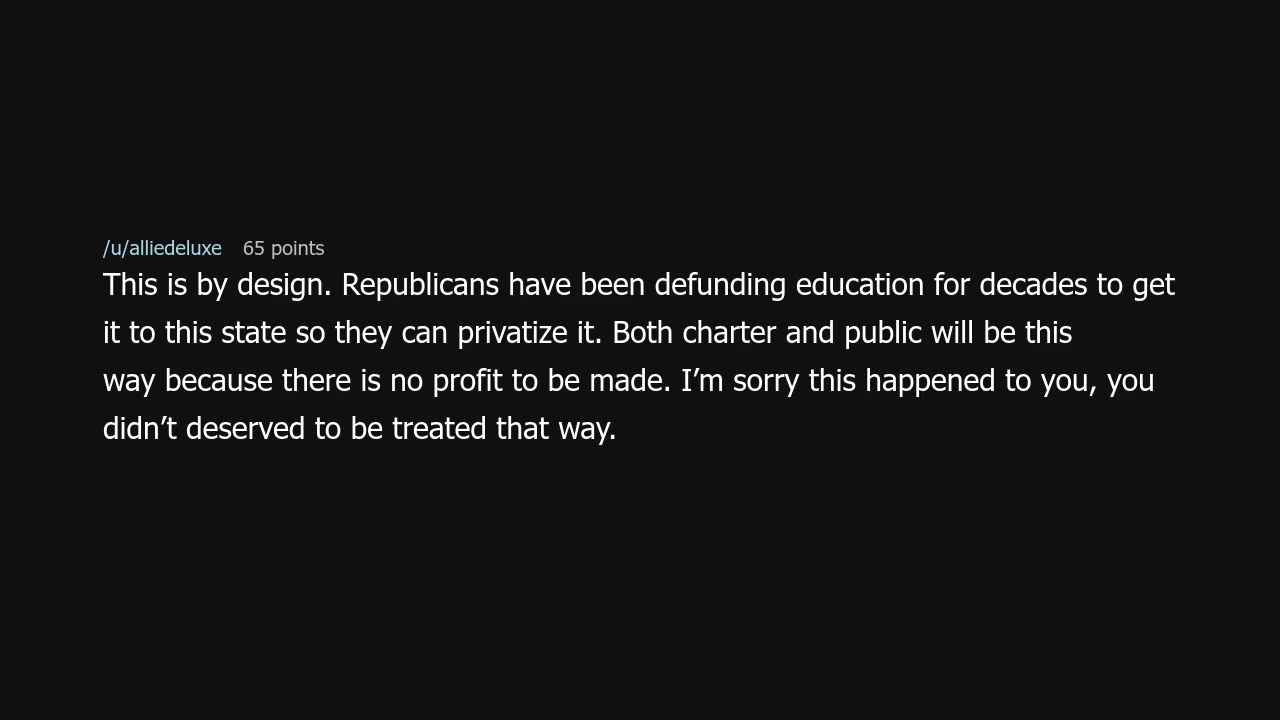 /u/alliedeluxe 65 points
This is by design. Republicans have been defunding education for decades to get
it to this state so they can privatize it. Both charter and public will be this
way because there is no profit to be made. I’m sorry this happened to you, you
didn’t deserved to be treated that way.